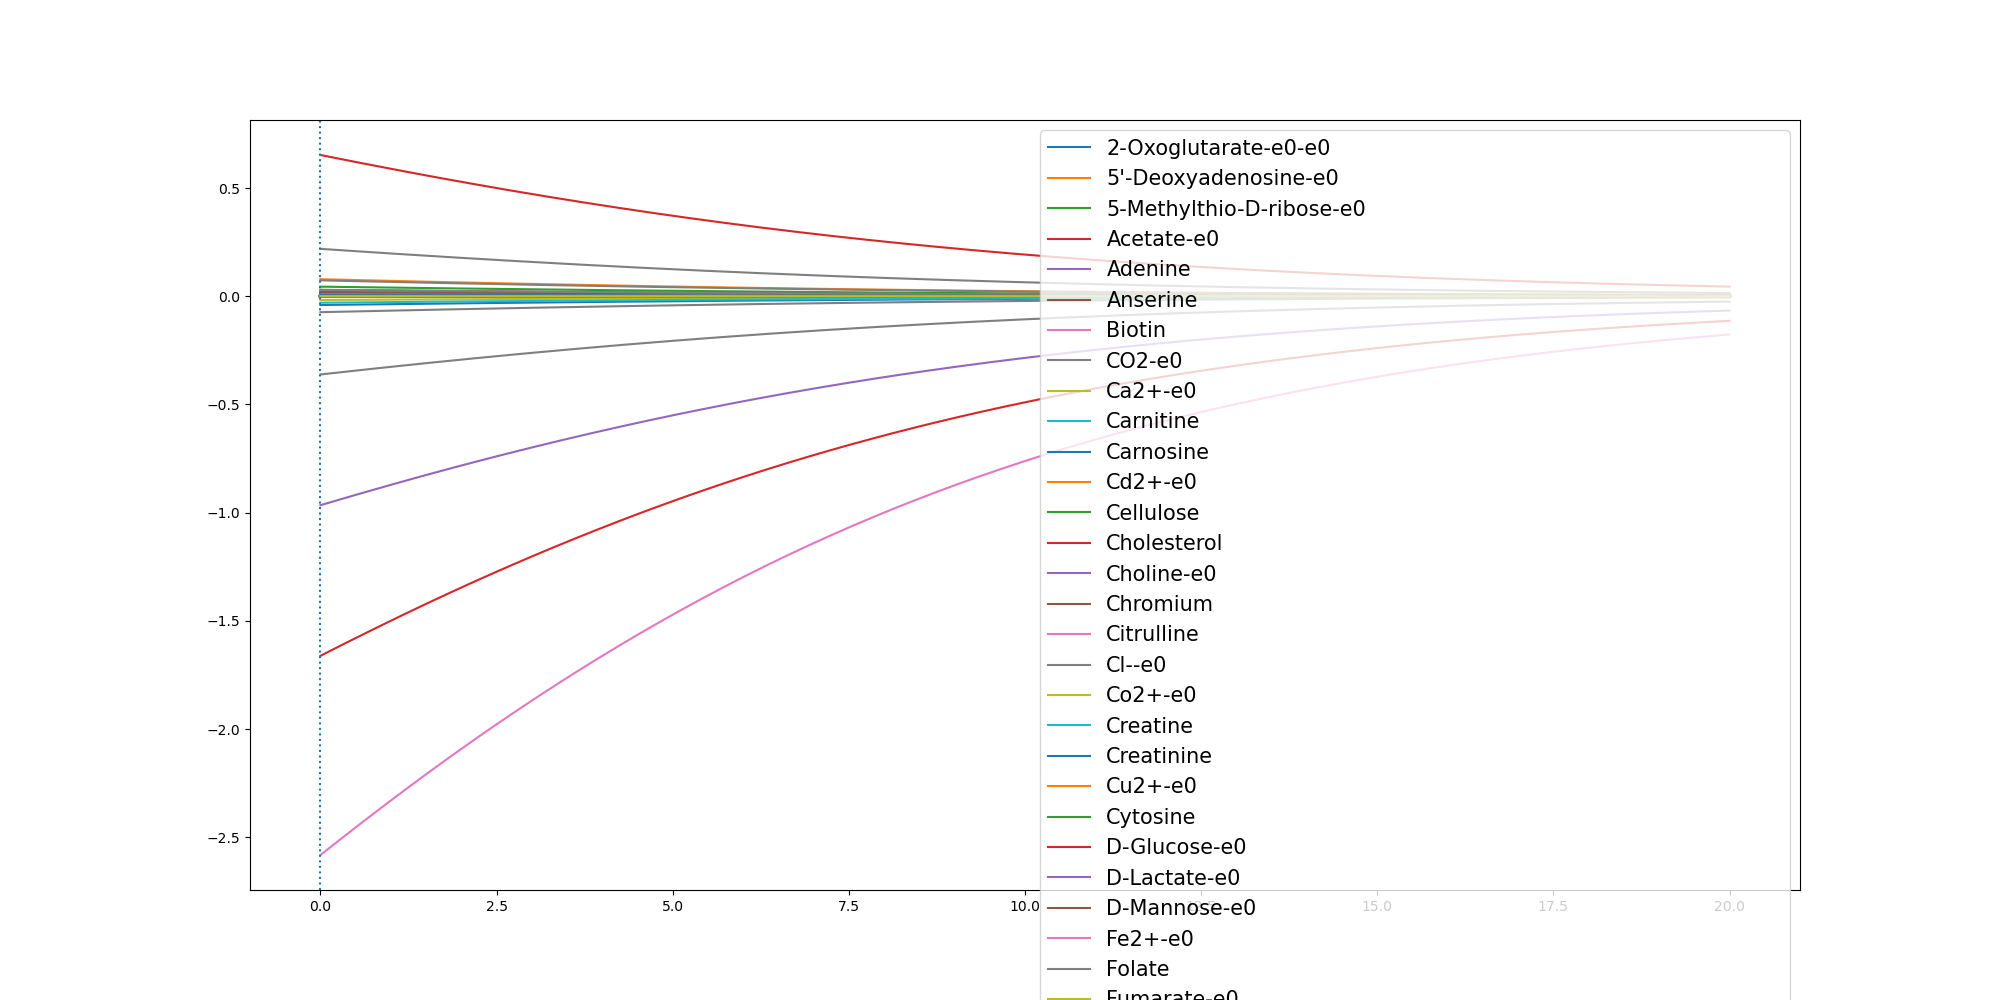 0.5
0.0
−0.5
−1.0
−1.5
−2.0
−2.5
0.0 2.5 5.0 7.5 10.0 15.0 17.5 20.0
2-Oxoglutarate-e0-e0
5'-Deoxyadenosine-e0
5-Methylthio-D-ribose-e0
Acetate-e0
Adenine
Anserine
Biotin
CO2-e0
Ca2+-e0
Carnitine
Carnosine
Cd2+-e0
Cellulose
Cholesterol
Choline-e0
Chromium
Citrulline
Cl--e0
Co2+-e0
Creatine
Creatinine
Cu2+-e0
Cytosine
D-Glucose-e0
D-Lactate-e0
D-Mannose-e0
Fe2+-e0
Folate
Fumarate-e0